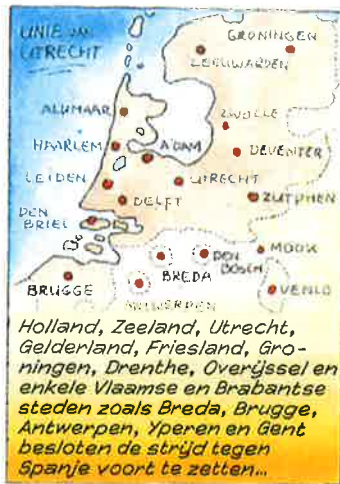 UNIE VAN
UTRECHT
GRONINGEN
LEEUWARDEN
ALKMAAR
ZWOLLE
HAARLEM
A'DAM
DEVENTER
LEIDEN
UTRECHT
DELFT
ZUTPHEN
DEN
BRIEL
MOOK
DEN
BOSCH
BREDA
BRUGGE
VENLO
ANTWERPEN
Holland, Zeeland, Utrecht,
Gelderland, Friesland, Gro-
ningen, Drenthe, Overijssel en
enkele Vlaamse en Brabantse
steden zoals Breda, Brugge,
Antwerpen, Yperen en Gent
besloten de strijd tegen
Spanje voort te zetten...